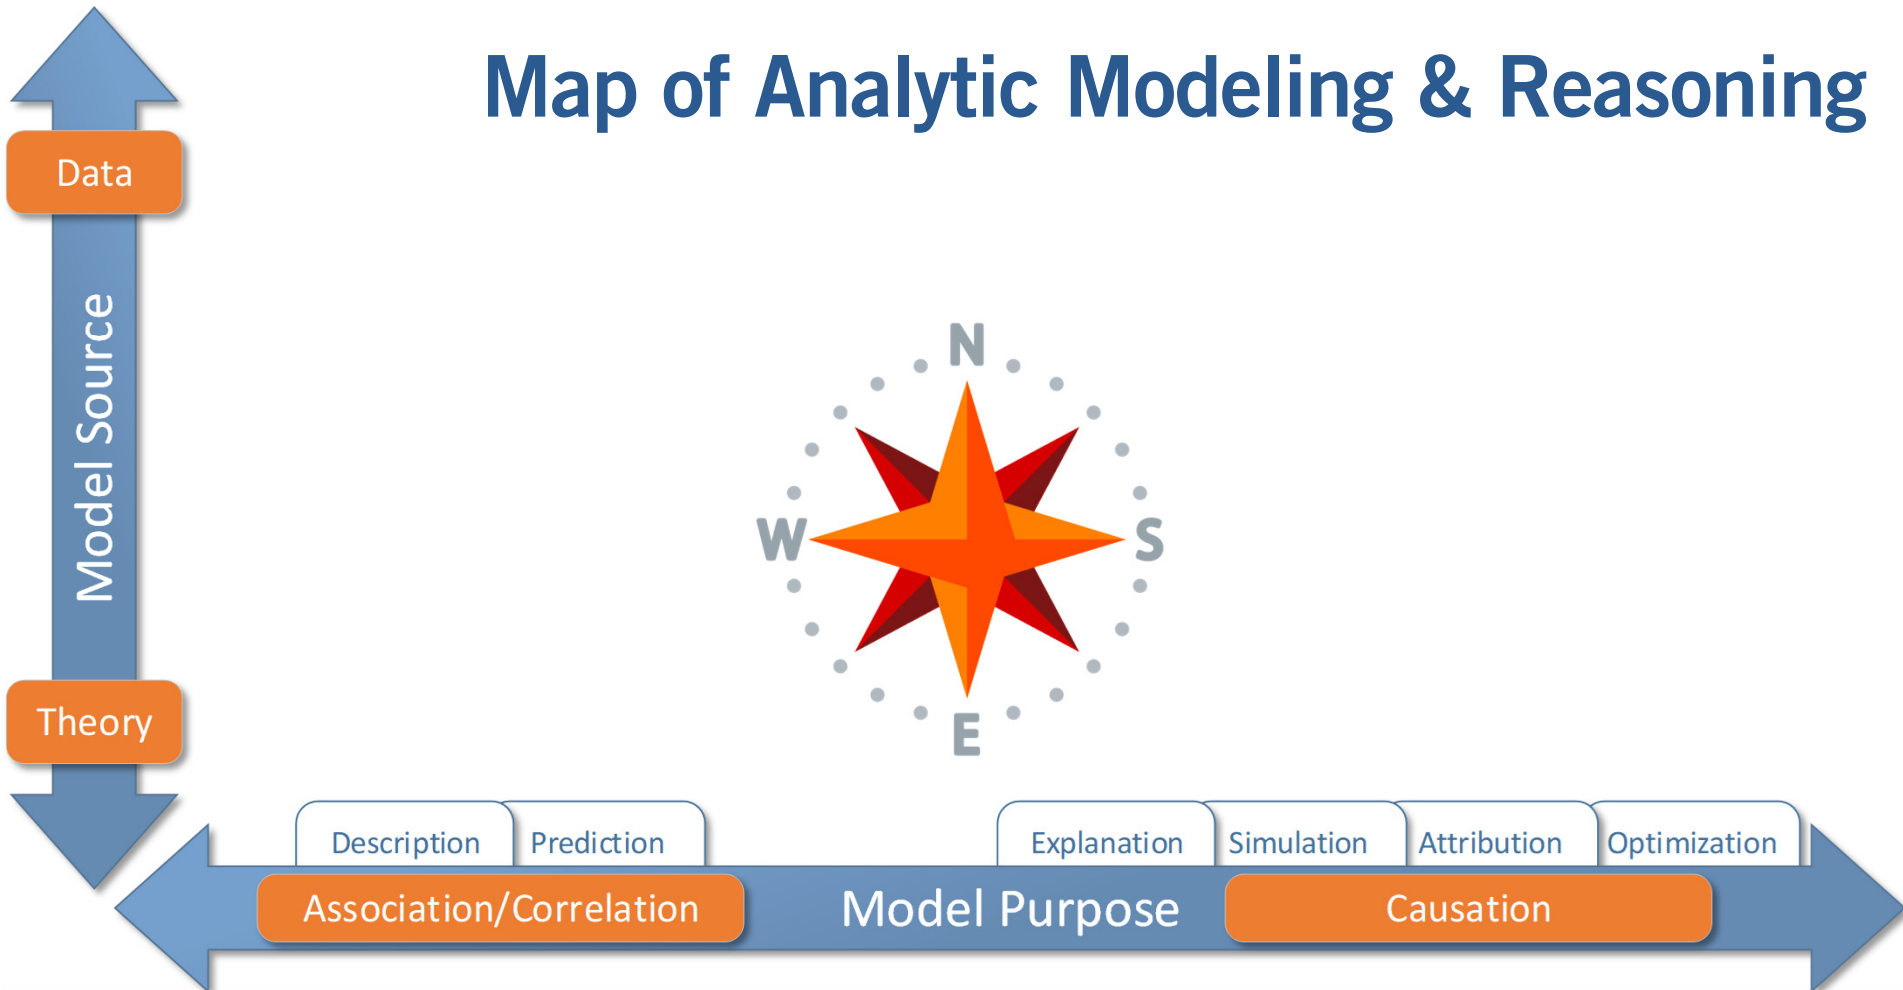 Map of Analytic Modeling & Reasoning
Data
Model Source
Theory
N
W
S
E
Description
Prediction
Explanation
Simulation
Attribution
Optimization
Association/Correlation
Model Purpose
Causation